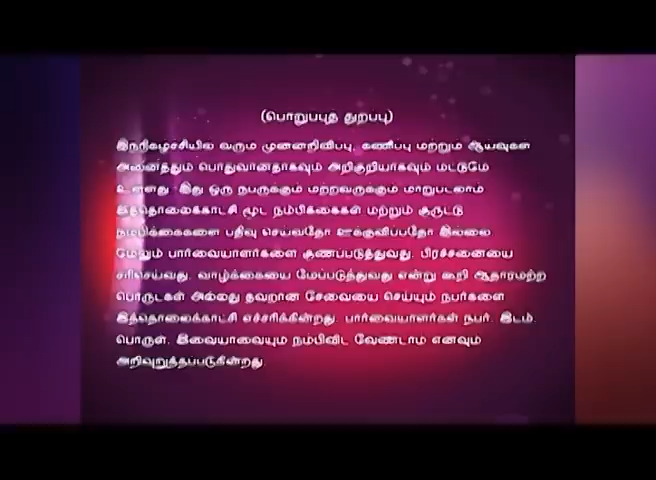 (பொறுப்புத் துறப்பு)
இந்நிகழ்ச்சியில் வரும் முன்னறிவிப்பு, கணிப்பு மற்றும் ஆய்வுகள்
அனைத்தும் பொதுவானதாகவும் அறிகுறியாகவும் மட்டுமே
உள்ளது. இது ஒரு நபருக்கும் மற்றவருக்கும் மாறுபடலாம்
இத்தொலைக்காட்சி மூட நம்பிக்கைகள் மற்றும் குருட்டு
நம்பிக்கைகளை பதிவு செய்வதோ ஊக்குவிப்பதோ இல்லை
மேலும் பார்வையாளர்களை குணப்படுத்துவது, பிரச்சனையை
சரிசெய்வது, வாழ்க்கையை மேம்படுத்துவது என்று கூறி ஆதாரமற்ற
பொருட்கள் அல்லது தவறான சேவையை செய்யும் நபர்களை
இத்தொலைக்காட்சி எச்சரிக்கின்றது. பார்வையாளர்கள் நபர், இடம்,
பொருள், இவையாவையும் நம்பிவிட வேண்டாம் எனவும்
அறிவுறுத்தப்படுகின்றது.